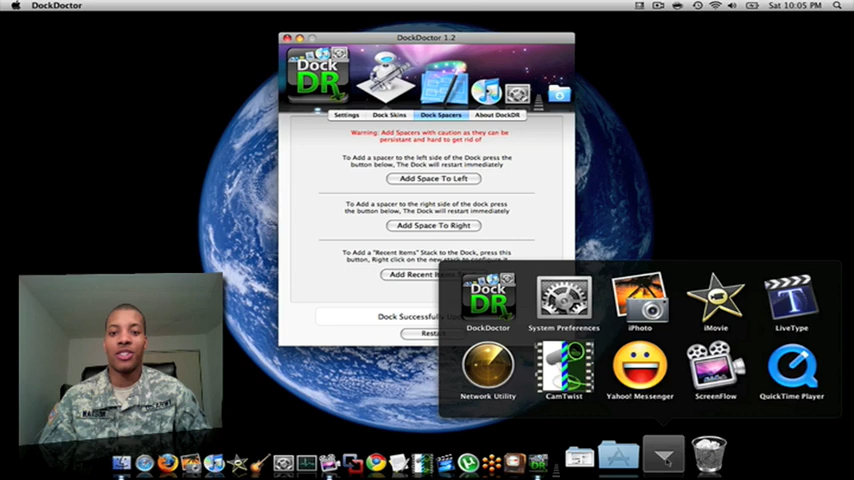 DockDoctor
Sat 10:05 PM
DockDoctor 1.2
Dock
DR
Settings
Dock Skins
Dock Spacers
About DockDR
Warning: Add Spacers with caution as they can be
persistant and hard to get rid of
To Add a spacer to the left side of the Dock press the
button below, The Dock will restart immediately
Add Space To Left
To Add a spacer to the right side of the dock press
the button below, The Dock will restart immediately
Add Space To Right
To Add a "Recent Items" Stack to the Dock, press this
button, Right click on the new stack to configure it
Add Recent Items
Dock Successfully
Dock
DR
DockDoctor
System Preferences
iPhoto
iMovie
LiveType
Network Utility
CamTwist
Yahoo! Messenger
ScreenFlow
QuickTime Player